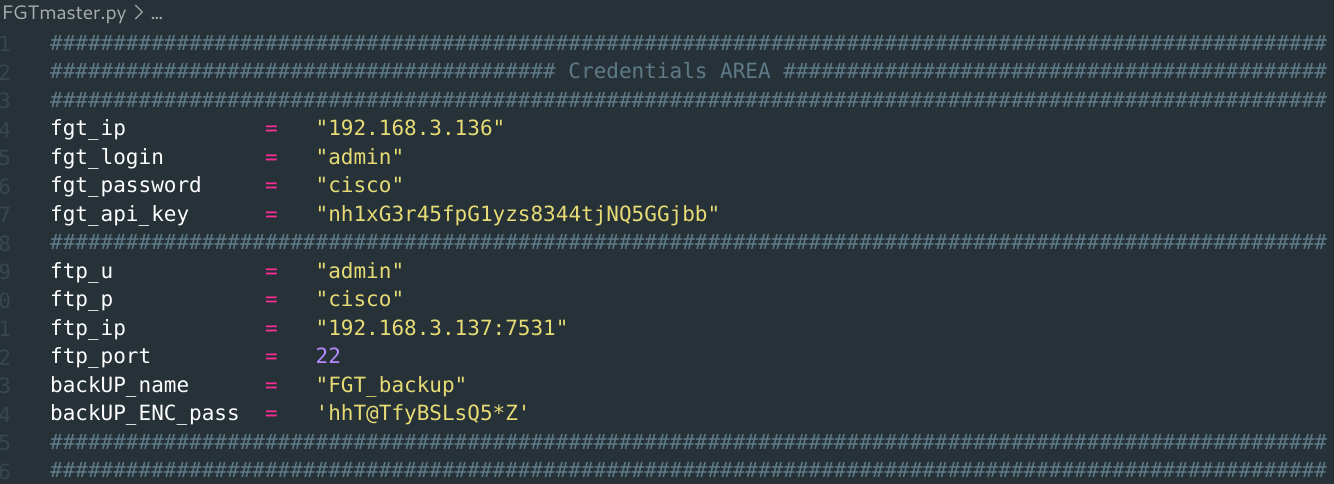 FGTmaster.py > ...
1 #####################################################################################################
2 ######################################## Credentials AREA ###########################################
3 #####################################################################################################
4 fgt_ip = "192.168.3.136"
5 fgt_login = "admin"
6 fgt_password = "cisco"
7 fgt_api_key = "nh1xG3r45fpG1yzs8344tjNQ5GGjbb"
8 #####################################################################################################
9 ftp_u = "admin"
0 ftp_p = "cisco"
1 ftp_ip = "192.168.3.137:7531"
2 ftp_port = 22
3 backUP_name = "FGT_backup"
4 backUP_ENC_pass = 'hhT@TfyBSLsQ5*Z'
5 #####################################################################################################
6 #####################################################################################################